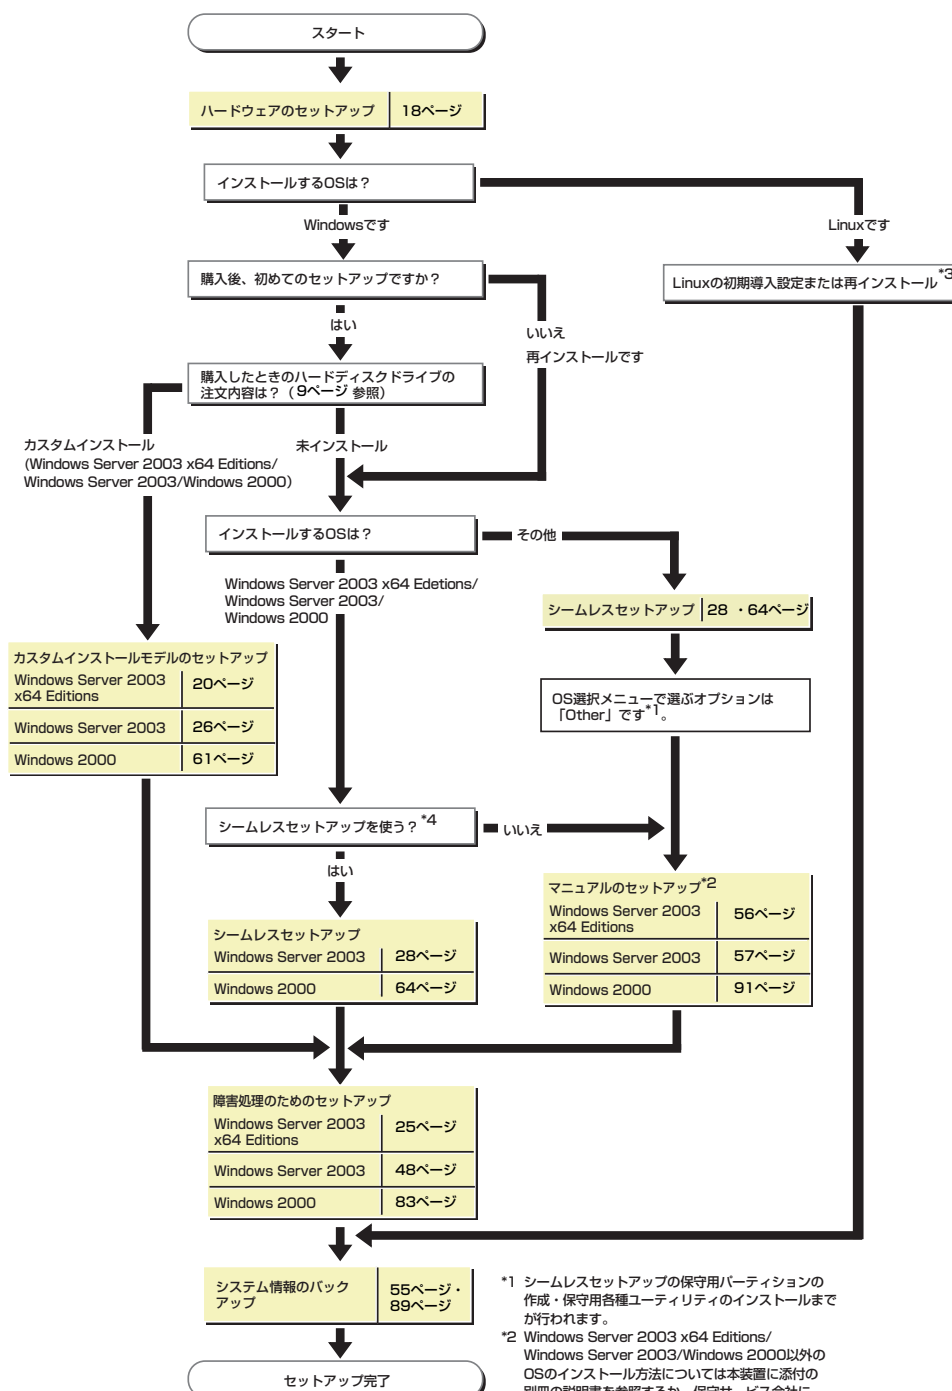 スタート
ハードウェアのセットアップ 18ページ
インストールするOSは？
Windowsです
Linuxです
購入後、初めてのセットアップですか？
Linuxの初期導入設定または再インストール*3
はい
いいえ
再インストールです
購入したときのハードディスクドライブの
注文内容は？（9ページ 参照）
カスタムインストール
(Windows Server 2003 x64 Editions/
Windows Server 2003/Windows 2000)
未インストール
インストールするOSは？
その他
Windows Server 2003 x64 Edetions/
Windows Server 2003/
Windows 2000
シームレスセットアップ 28 ・64ページ
カスタムインストールモデルのセットアップ
Windows Server 2003
x64 Editions 20ページ
Windows Server 2003 26ページ
Windows 2000 61ページ
OS選択メニューで選ぶオプションは
「Other」です*1。
シームレスセットアップを使う？*4
いいえ
はい
マニュアルのセットアップ*2
Windows Server 2003
x64 Editions 56ページ
Windows Server 2003 57ページ
Windows 2000 91ページ
シームレスセットアップ
Windows Server 2003 28ページ
Windows 2000 64ページ
障害処理のためのセットアップ
Windows Server 2003
x64 Editions 25ページ
Windows Server 2003 48ページ
Windows 2000 83ページ
システム情報のバック
アップ
55ページ・
89ページ
セットアップ完了
*1 シームレスセットアップの保守用パーティションの
作成・保守用各種ユーティリティのインストールまで
が行われます。
*2 Windows Server 2003 x64 Editions/
Windows Server 2003/Windows 2000以外の
OSのインストール方法については本装置に添付の
別冊の説明書を参照するか、保守サービス会社に